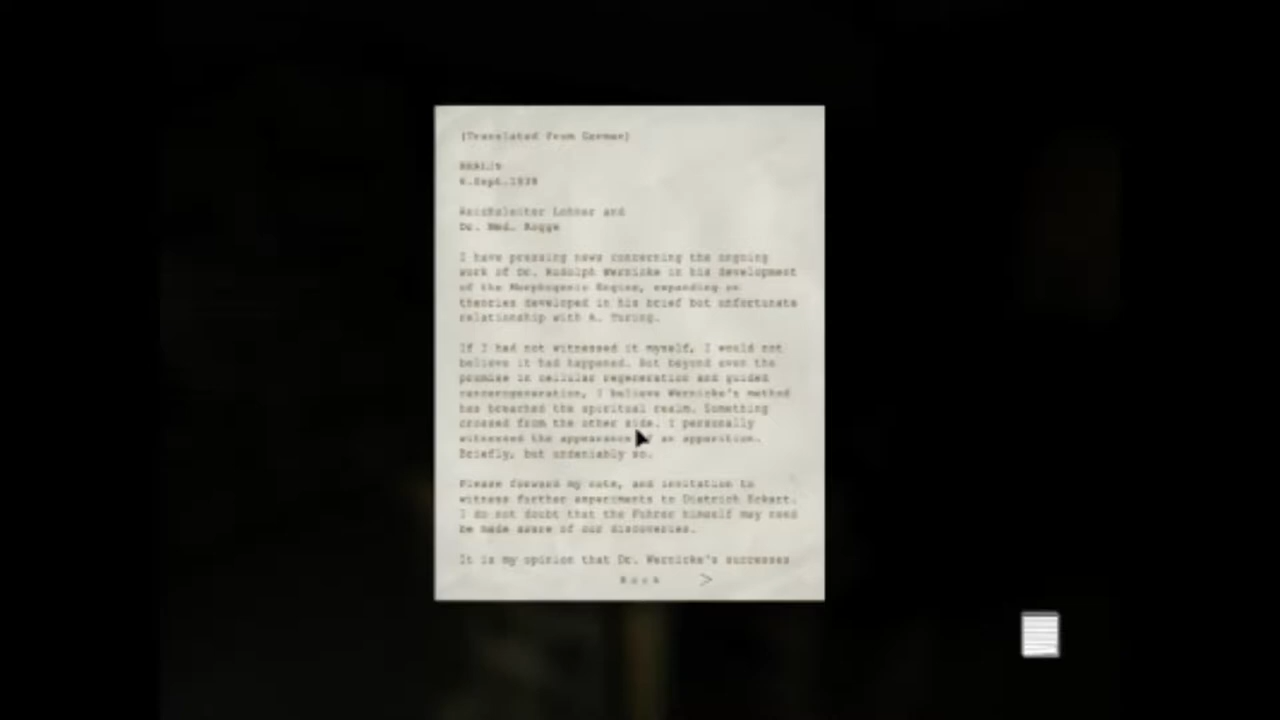 (Translated from German)
BERLIN
6.Sept.1938
Reichsleiter Lohner and
Dr. Med. Rogge
I have pressing news concerning the ongoing
work of Dr. Rudolph Wernicke in his development
of the Morphogenic Engine, expanding on
theories developed in his brief but unfortunate
relationship with A. Turing.
If I had not witnessed it myself, I would not
believe it had happened. But beyond even the
promise in cellular regeneration and guided
I believe Wernicke's method
has breached the spiritual realm. Something
crossed from the other side. I personally
witnessed the appearance of an apparition.
Briefly, but undeniably so.
Please forward my note, and invitation to
witness further experiments to Dietrich Eckart.
I do not doubt that the Fuhrer himself may need
be made aware of our discoveries.
It is my opinion that Dr. Wernicke's successes
Back >